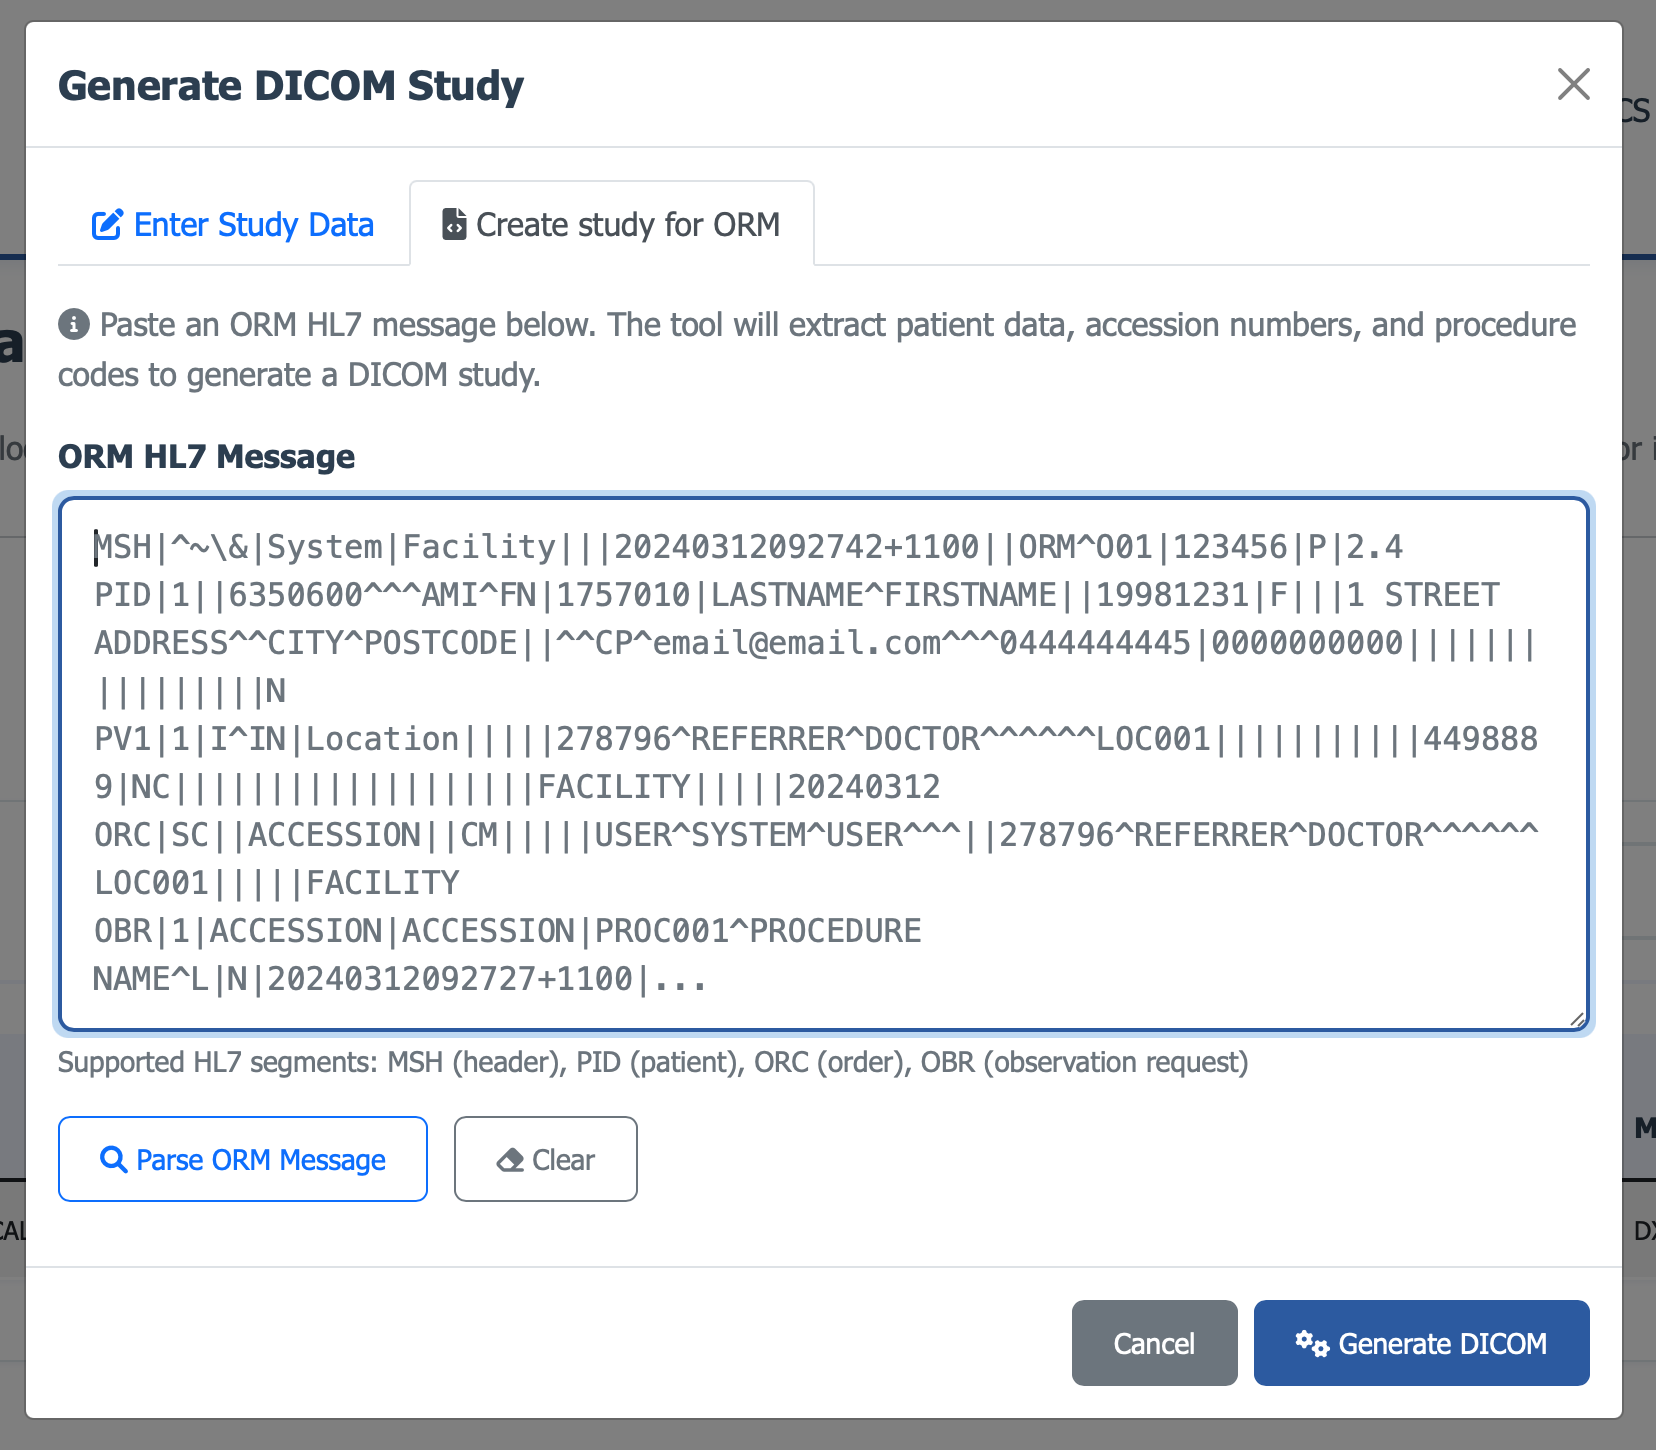 Generate DICOM Study
CS
Enter Study Data
Create study for ORM
Paste an ORM HL7 message below. The tool will extract patient data, accession numbers, and procedure
codes to generate a DICOM study.
ORM HL7 Message
MSH|^~\&|System|Facility|||20240312092742+1100||ORM^O01|123456|P|2.4
PID|1||6350600^^^AMI^FN|1757010|LASTNAME^FIRSTNAME||19981231|F|||1 STREET
ADDRESS^^CITY^POSTCODE||^^CP^email@email.com^^^0444444445|0000000000|||||||
|||||||||N
PV1|1|I^IN|Location|||||278796^REFERRER^DOCTOR^^^^^^LOC001|||||||||||449888
9|NC|||||||||||||||||||FACILITY|||||20240312
ORC|SC||ACCESSION||CM|||||USER^SYSTEM^USER^^^||278796^REFERRER^DOCTOR^^^^^^
LOC001|||||FACILITY
OBR|1|ACCESSION|ACCESSION|PROC001^PROCEDURE
NAME^L|N|20240312092727+1100|...
Supported HL7 segments: MSH (header), PID (patient), ORC (order), OBR (observation request)
Parse ORM Message
Clear
Cancel
Generate DICOM